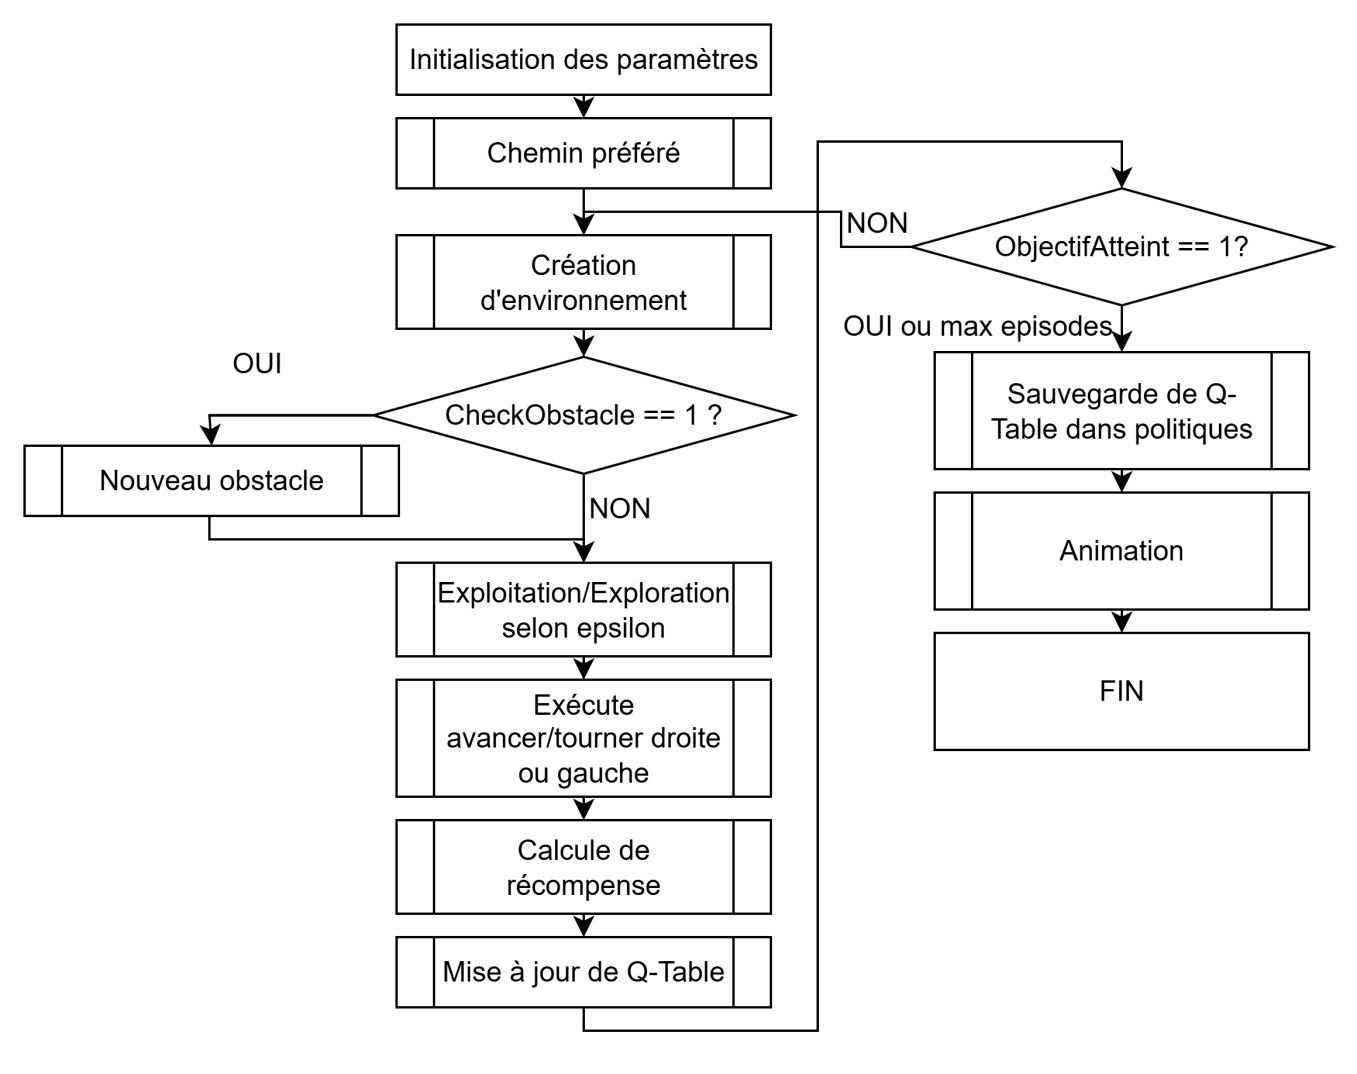 Initialisation des paramètres
Chemin préféré
Création
d'environnement
OUI
CheckObstacle == 1 ?
Nouveau obstacle
NON
Exploitation/Exploration
selon epsilon
Exécute
avancer/tourner droite
ou gauche
Calcule de
récompense
Mise à jour de Q-Table
NON
ObjectifAtteint == 1?
OUI ou max episodes
Sauvegarde de Q-
Table dans politiques
Animation
FIN